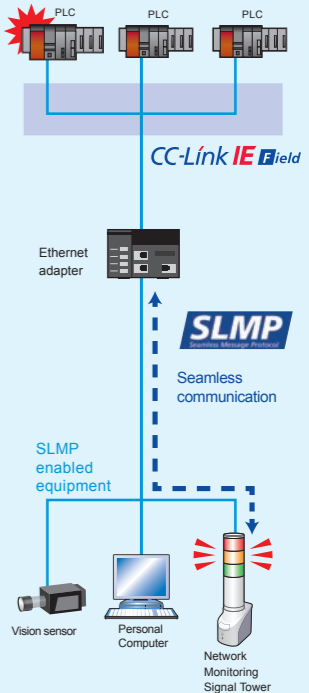 PLC
PLC
PLC
CC-Link IE Field
Ethernet
adapter
SLMP
Seamless Message Protocol
Seamless
communication
SLMP
enabled
equipment
Vision sensor
Personal
Computer
Network
Monitoring
Signal Tower